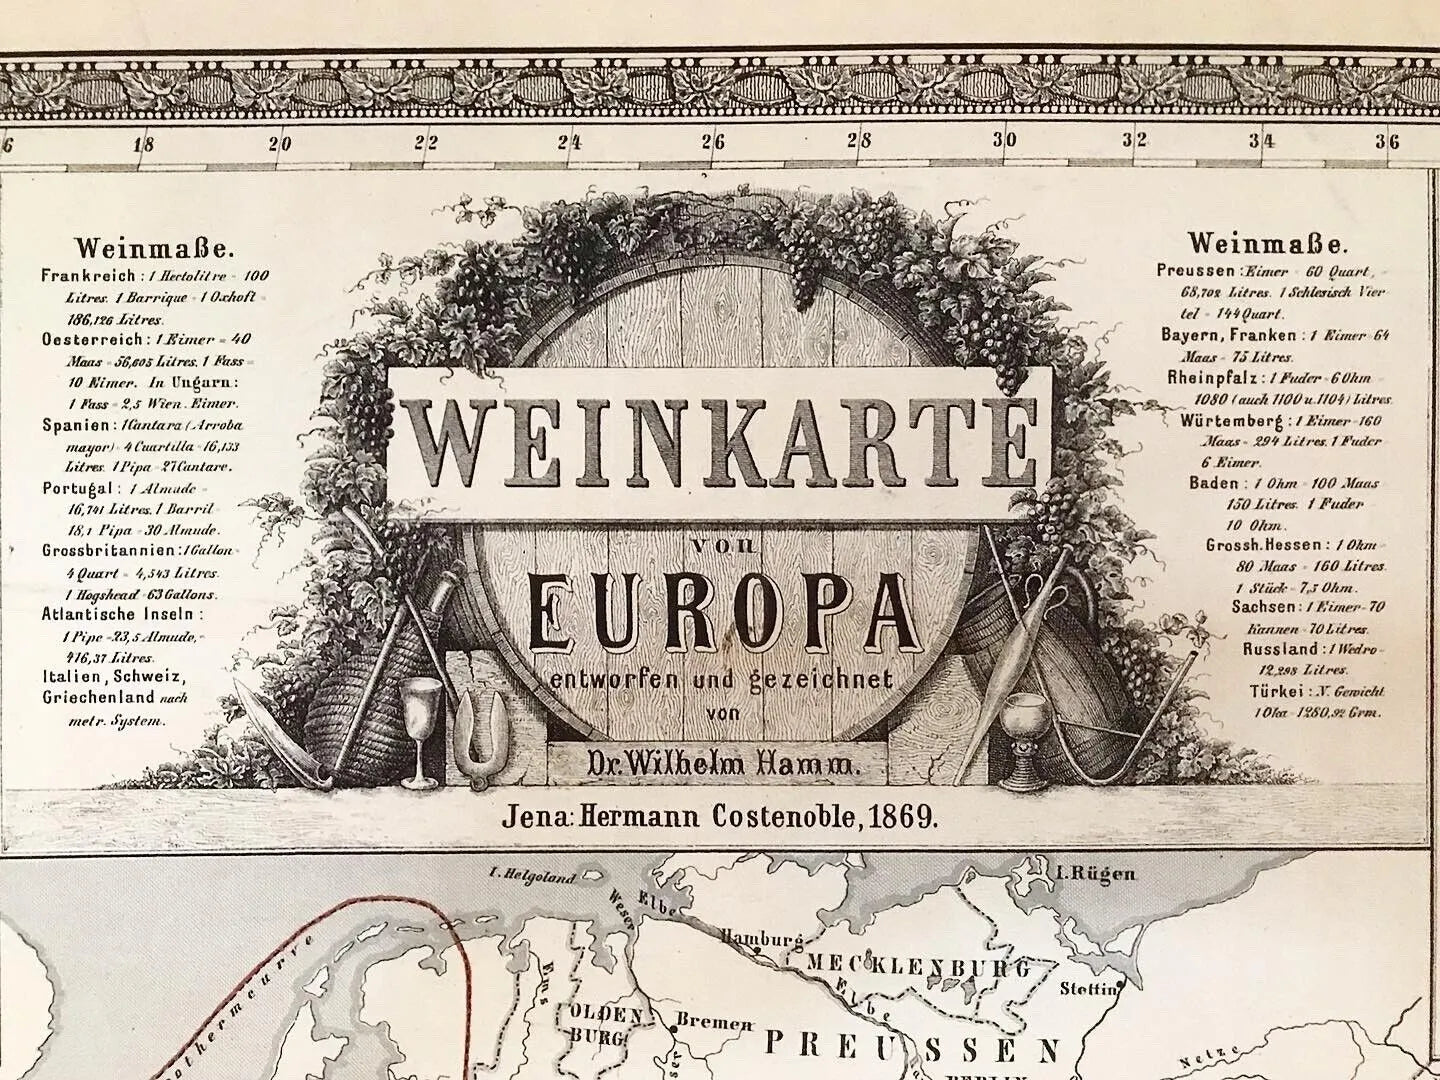 18 20 22 24 26 28 30 32 34 36
Weinmaße.
Frankreich: 1 Hectolitre = 100
Litres. 1 Barrique = 1 Oxhoft =
186,126 Litres.
Oesterreich: 1 Eimer = 40
Maas = 56,605 Litres. 1 Fass =
10 Eimer. In Ungarn:
1 Fass = 2,5 Wien. Eimer.
Spanien: 1 Cantara (Arroba
mayor) = 4 Cuartilla = 16,133
Litres. 1 Pipa = 27 Cantare.
Portugal: 1 Almude =
16,741 Litres. 1 Barril =
18,1 Pipa = 30 Almude.
Grossbritannien: 1 Gallon =
4 Quart = 4,543 Litres.
1 Hogshead = 63 Gallons.
Atlantische Inseln:
1 Pipe = 23,5 Almude, =
416,37 Litres.
Italien, Schweiz,
Griechenland nach
metr. System.
WEINKARTE
von
EUROPA
entworfen und gezeichnet
von
Dr. Wilhelm Hamm.
Jena: Hermann Costenoble, 1869.
Weinmaße.
Preussen: Eimer = 60 Quart, =
68,702 Litres. 1 Schlesisch Vier
tel = 144 Quart.
Bayern, Franken: 1 Eimer = 64
Maas = 75 Litres.
Rheinpfalz: 1 Fuder = 6 Ohm =
1080 (auch 1100 u. 1104) Litres.
Würtemberg: 1 Eimer = 160
Maas = 294 Litres. 1 Fuder =
6 Eimer.
Baden: 1 Ohm = 100 Maas =
150 Litres. 1 Fuder =
10 Ohm.
Grossh. Hessen: 1 Ohm =
80 Maas = 160 Litres.
1 Stück = 7,5 Ohm.
Sachsen: 1 Eimer = 70
Kannen = 70 Litres.
Russland: 1 Wedro =
12,298 Litres.
Türkei: N. Gewicht
1 Oka = 1280,92 Grm.
I. Helgoland
Weser
Elbe
I. Rügen
Hamburg
MECKLENBURG
Stettin
Ems
OLDEN
BURG
Bremen
Elbe
PREUSSEN
Netze
BERLIN